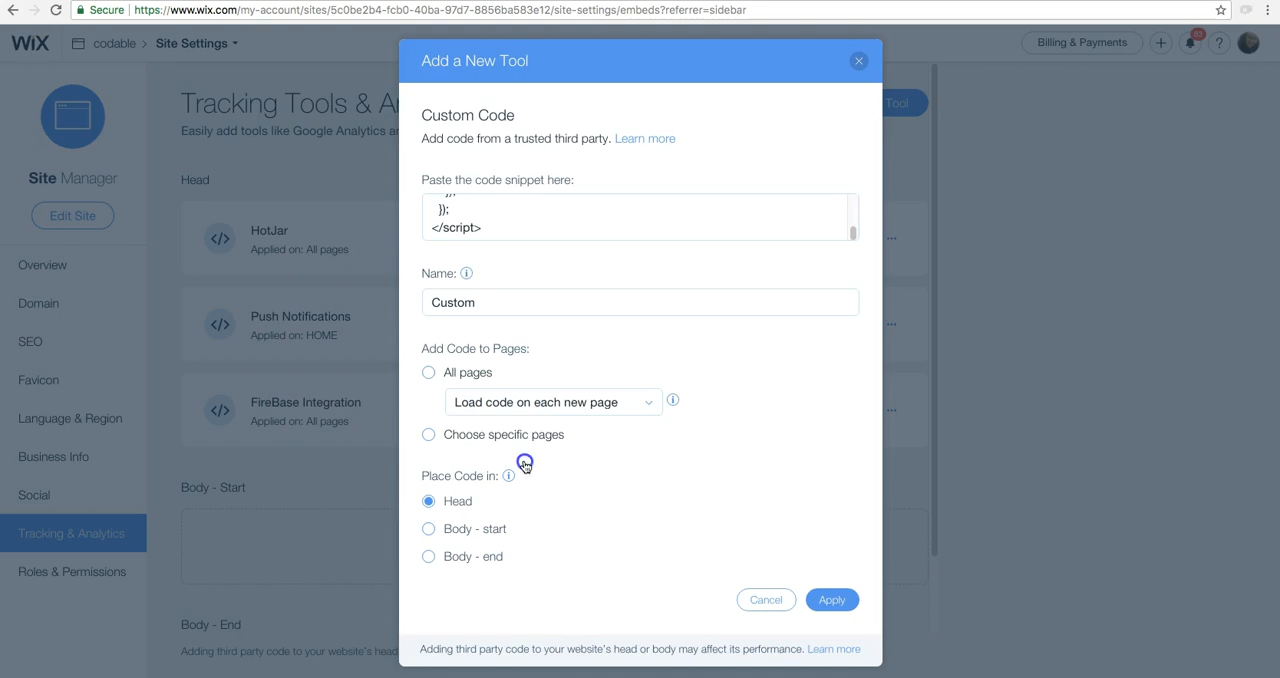 Secure | https://www.wix.com/my-account/sites/5c0be2b4-fcb0-40ba-97d7-8856ba583e12/site-settings/embeds?referrer=sidebar
WiX codable > Site Settings Billing & Payments 83 ?
Site Manager
Edit Site
Overview
Domain
SEO
Favicon
Language & Region
Business Info
Social
Tracking & Analytics
Roles & Permissions
Tracking Tools & A
Easily add tools like Google Analytics an
Tool
Head
</> HotJar
Applied on: All pages
</> Push Notifications
Applied on: HOME
</> FireBase Integration
Applied on: All pages
Body - Start
Body - End
Adding third party code to your website's head
Add a New Tool
Custom Code
Add code from a trusted third party. Learn more
Paste the code snippet here:
});
});
</script>
Name:
Custom
Add Code to Pages:
All pages
Load code on each new page
Choose specific pages
Place Code in:
Head
Body - start
Body - end
Cancel Apply
Adding third party code to your website's head or body may affect its performance. Learn more